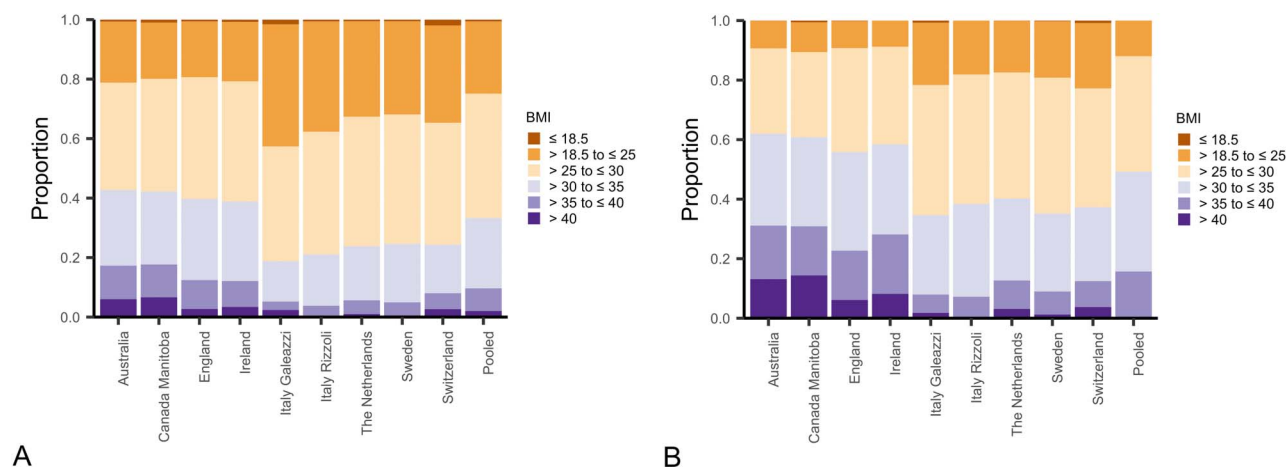 1.0
0.8
0.6
0.4
0.2
0.0
Proportion
Australia
Canada Manitoba
England
Ireland
Italy Galeazzi
Italy Rizzoli
The Netherlands
Sweden
Switzerland
Pooled
BMI
≤ 18.5
> 18.5 to ≤ 25
> 25 to ≤ 30
> 30 to ≤ 35
> 35 to ≤ 40
> 40
A
1.0
0.8
0.6
0.4
0.2
0.0
Proportion
Australia
Canada Manitoba
England
Ireland
Italy Galeazzi
Italy Rizzoli
The Netherlands
Sweden
Switzerland
Pooled
BMI
≤ 18.5
> 18.5 to ≤ 25
> 25 to ≤ 30
> 30 to ≤ 35
> 35 to ≤ 40
> 40
B